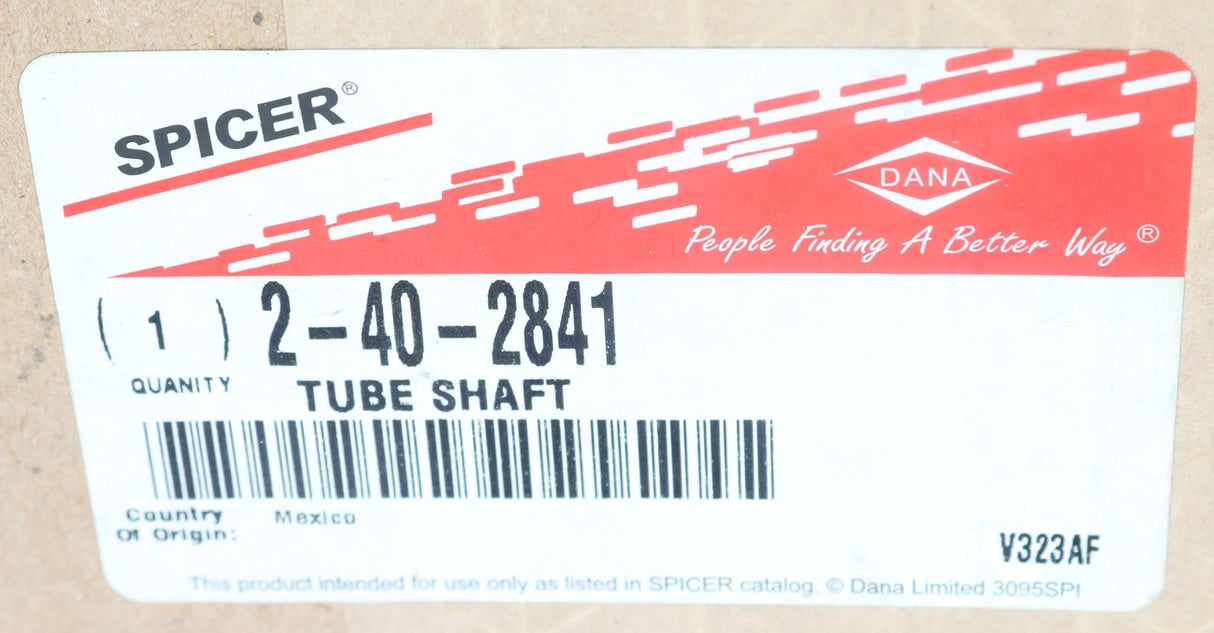 SPICER®
DANA
People Finding A Better Way®
( 1 ) 2-40-2841
QUANITY TUBE SHAFT
Country Mexico
Of Origin:
V323AF
This product intended for use only as listed in SPICER catalog. © Dana Limited 3095SPI